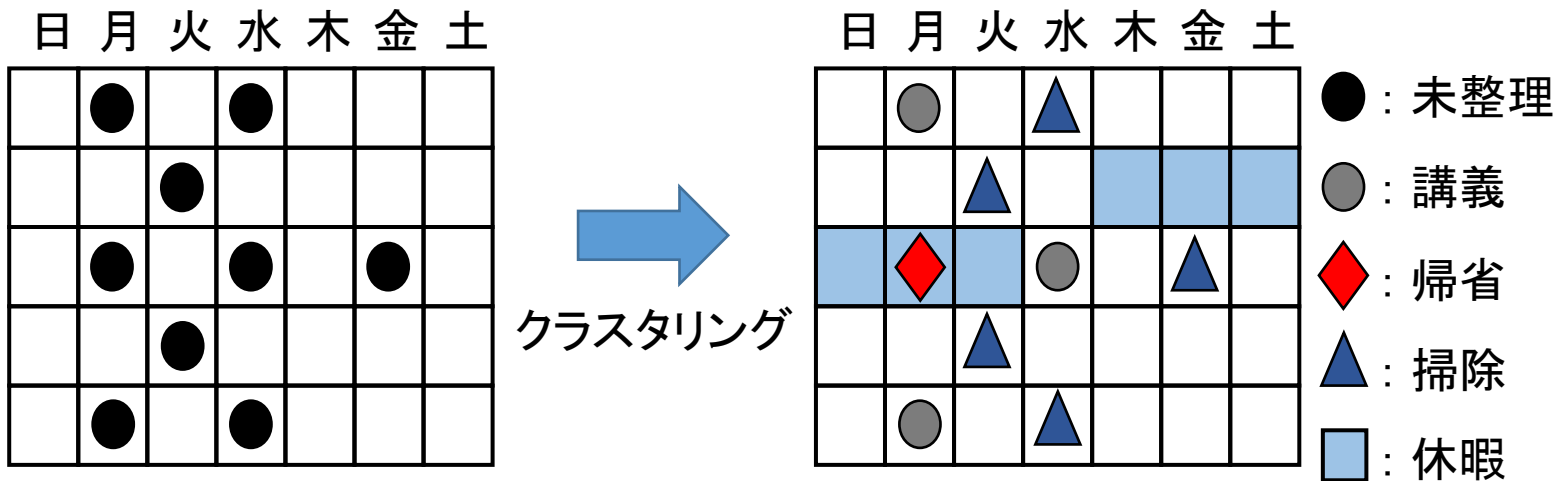 日 月 火 水 木 金 土
日 月 火 水 木 金 土
クラスタリング
: 未整理
: 講義
: 帰省
: 掃除
: 休暇